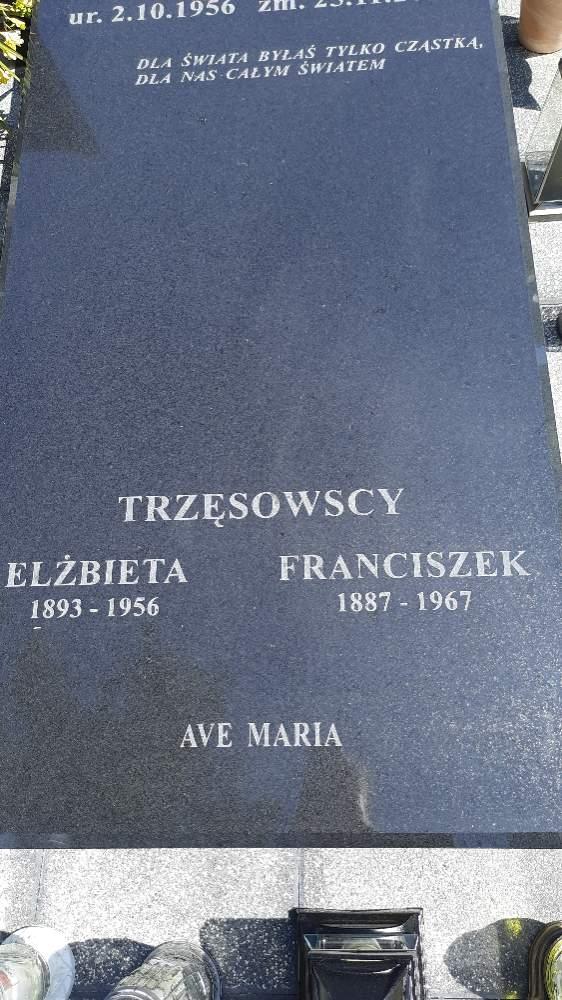 ur. 2.10.1956 zm.
DLA ŚWIATA BYŁAŚ TYLKO CZĄSTKĄ,
DLA NAS CAŁYM ŚWIATEM
TRZĘSOWSCY
ELŻBIETA FRANCISZEK
1893 - 1956 1887 - 1967
AVE MARIA